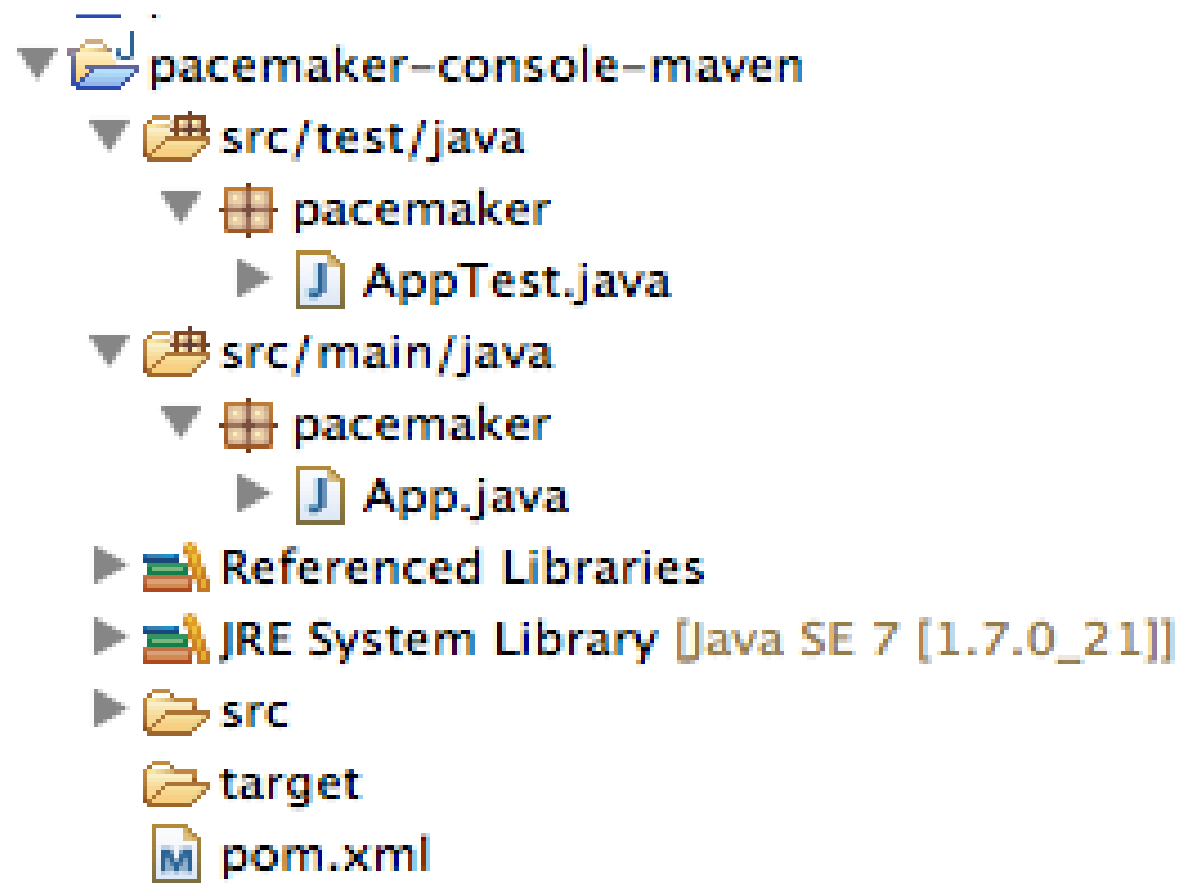 pacemaker-console-maven
src/test/java
pacemaker
AppTest.java
src/main/java
pacemaker
App.java
Referenced Libraries
JRE System Library [Java SE 7 [1.7.0_21]]
src
target
pom.xml